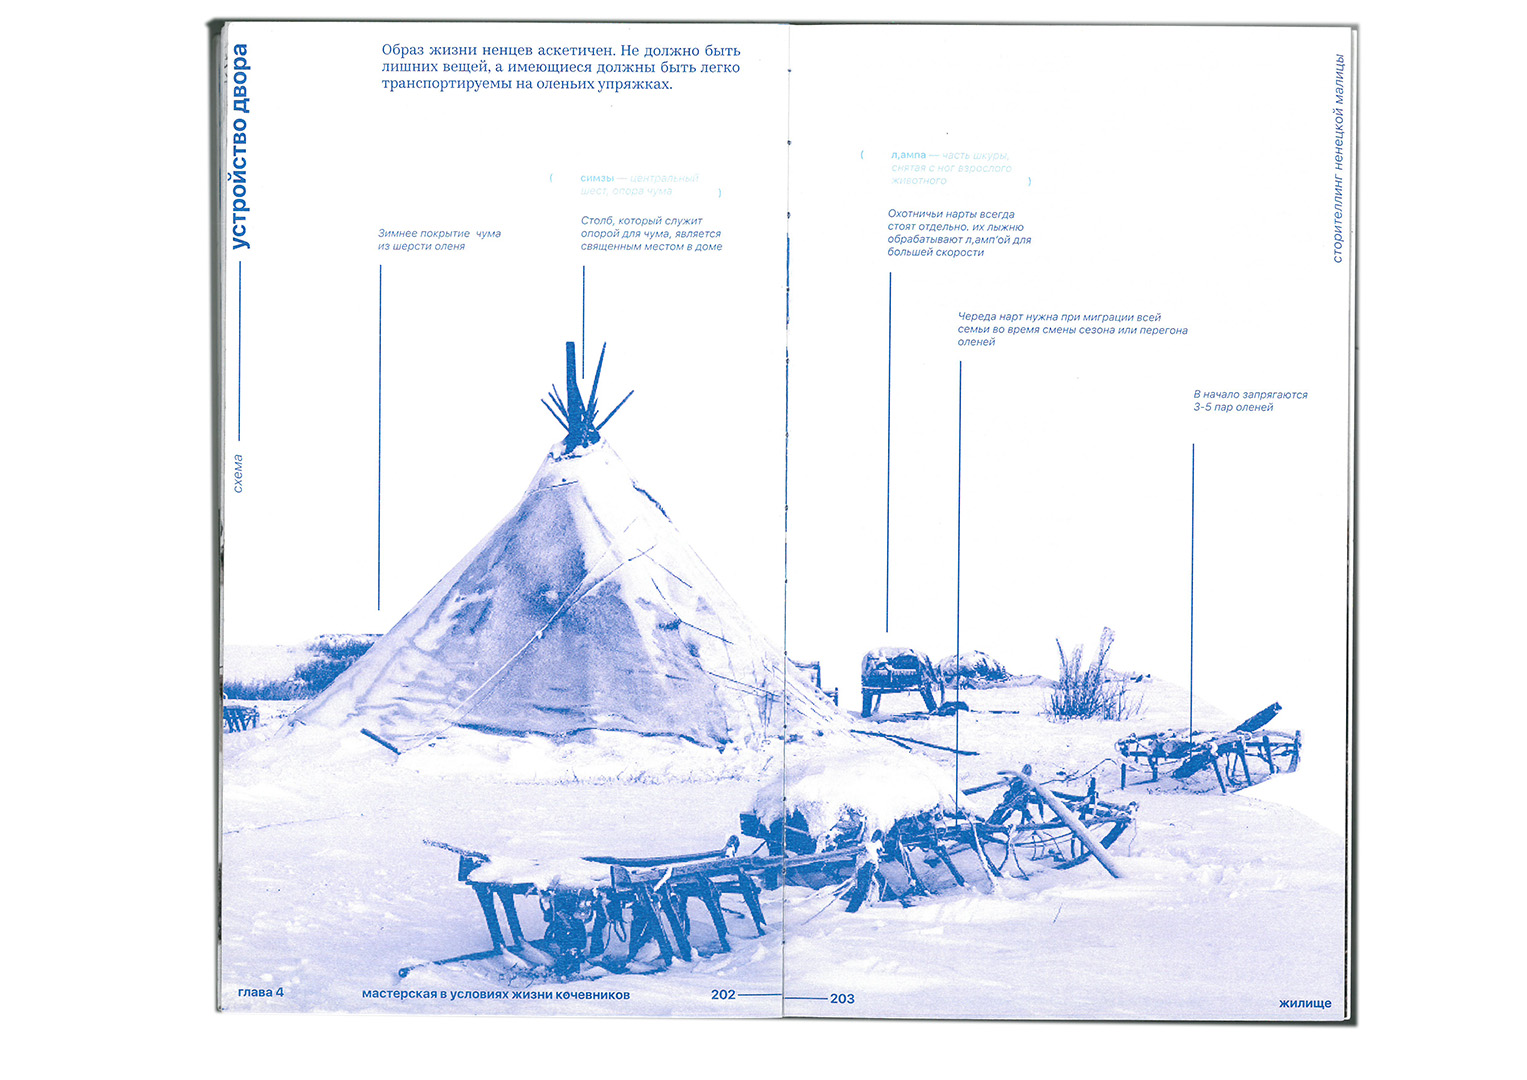 устройство двора
схема
Образ жизни ненцев аскетичен. Не должно быть
лишних вещей, а имеющиеся должны быть легко
транспортируемы на оленьих упряжках.
Зимнее покрытие чума
из шерсти оленя
( симзы — центральный
шест, опора чума )
Столб, который служит
опорой для чума, является
священным местом в доме
( л,ампа — часть шкуры,
снятая с ног взрослого
животного )
Охотничьи нарты всегда
стоят отдельно. их лыжню
обрабатывают л,амп'ой для
большей скорости
Череда нарт нужна при миграции всей
семьи во время смены сезона или перегона
оленей
В начало запрягаются
3-5 пар оленей
сторителлинг ненецкой малицы
глава 4
мастерская в условиях жизни кочевников
202
203
жилище